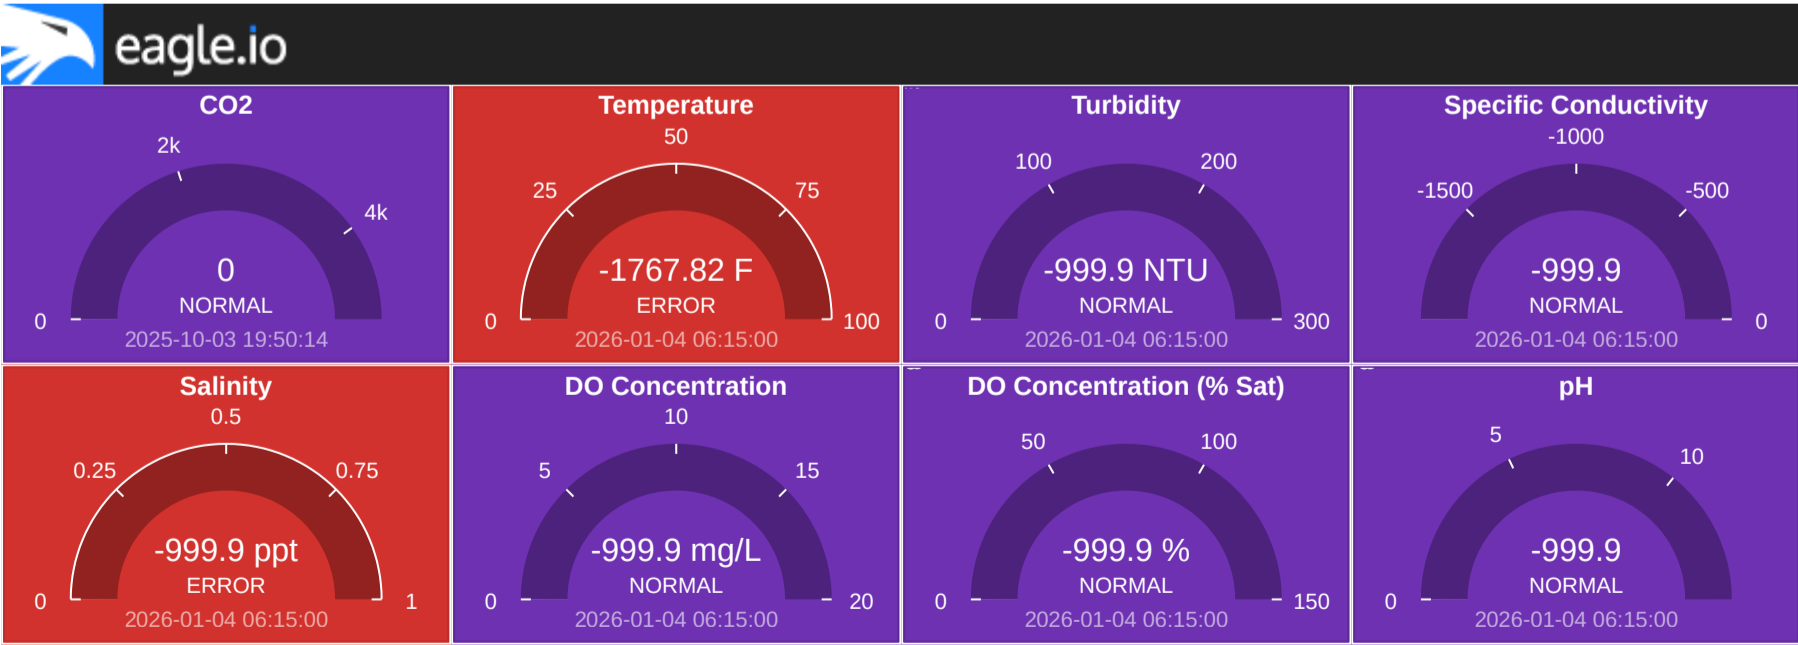 eagle.io
CO2
2k
4k
0
0
NORMAL
2025-10-03 19:50:14
Temperature
50
25
75
0
100
-1767.82 F
ERROR
2026-01-04 06:15:00
Turbidity
100
200
0
300
-999.9 NTU
NORMAL
2026-01-04 06:15:00
Specific Conductivity
-1000
-1500
-500
0
-999.9
NORMAL
2026-01-04 06:15:00
Salinity
0.5
0.25
0.75
0
1
-999.9 ppt
ERROR
2026-01-04 06:15:00
DO Concentration
10
5
15
0
20
-999.9 mg/L
NORMAL
2026-01-04 06:15:00
DO Concentration (% Sat)
50
100
0
150
-999.9 %
NORMAL
2026-01-04 06:15:00
pH
5
10
0
-999.9
NORMAL
2026-01-04 06:15:00